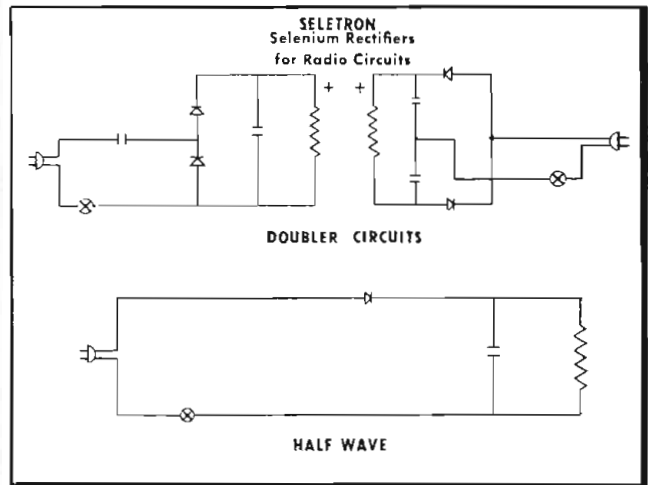 SELETRON
Selenium Rectifiers
for Radio Circuits
+ +
DOUBLER CIRCUITS
HALF WAVE